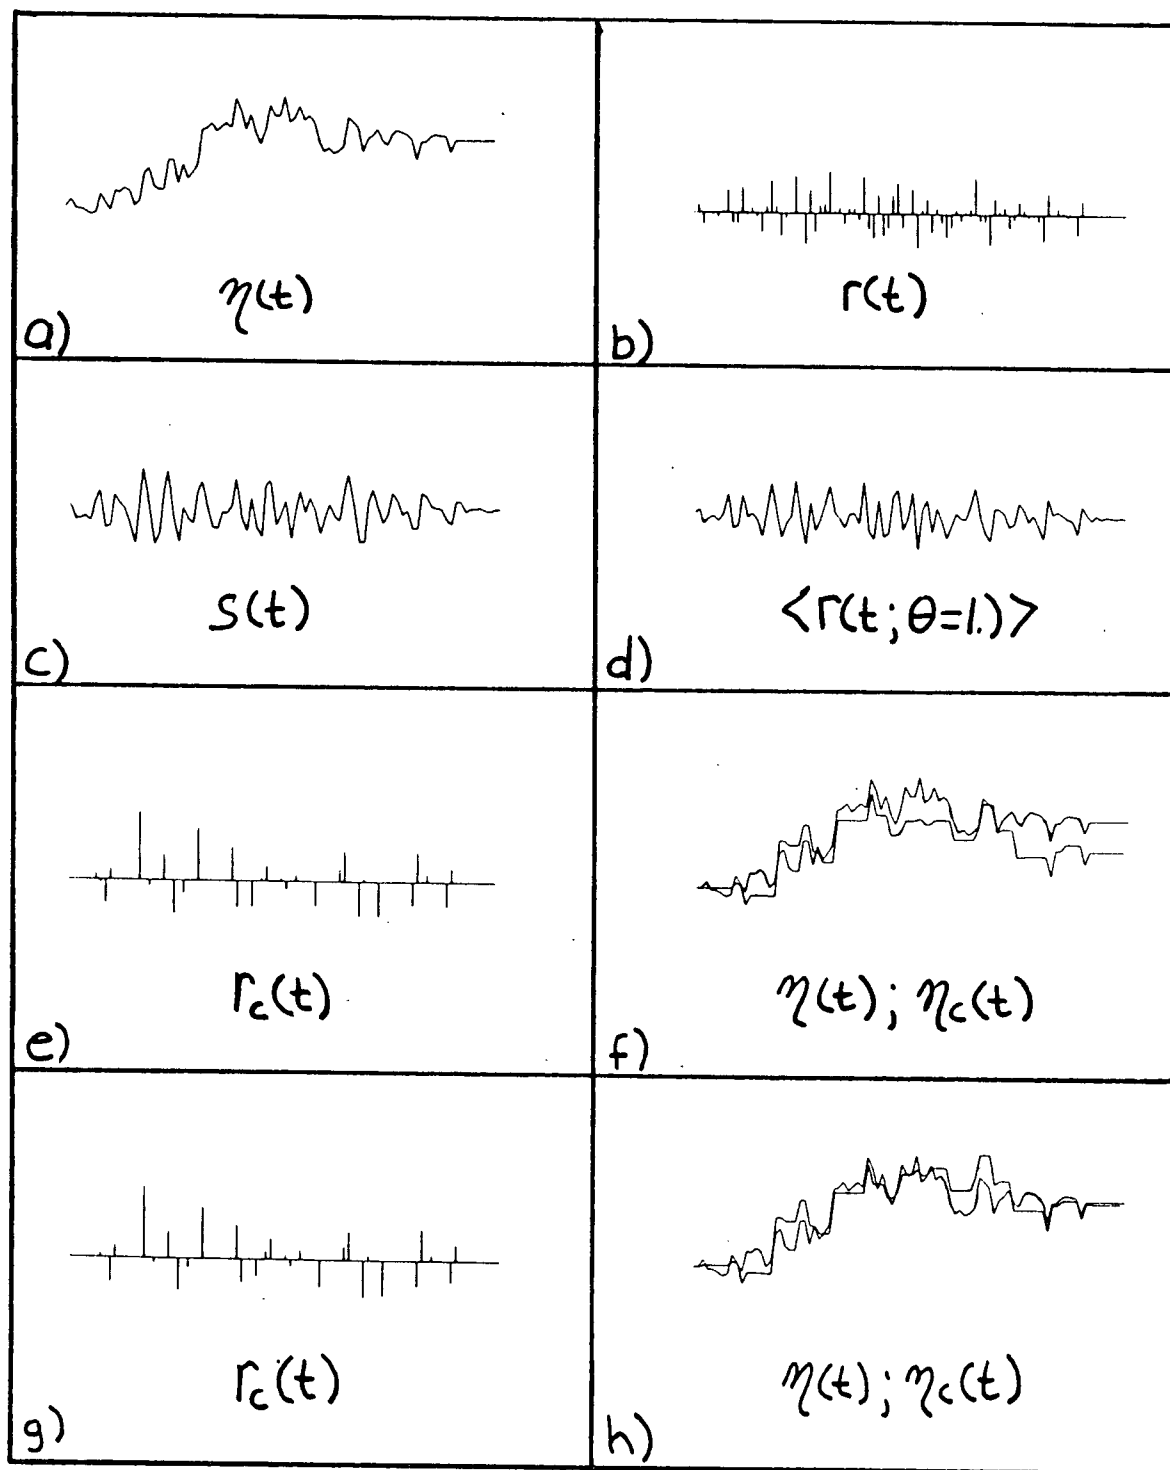 η(t)
a)
r(t)
b)
s(t)
c)
<r(t;θ=1.)>
d)
r_c(t)
e)
η(t); η_c(t)
f)
r_c(t)
g)
η(t); η_c(t)
h)